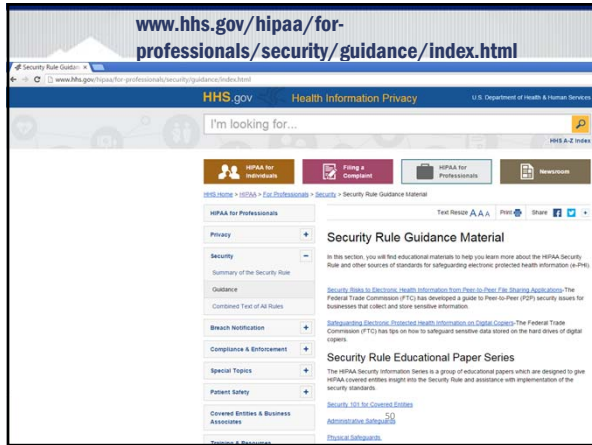 www.hhs.gov/hipaa/for-
professionals/security/guidance/index.html
Security Rule Guidan
www.hhs.gov/hipaa/for-professionals/security/guidance/index.html
HHS.gov Health Information Privacy U.S. Department of Health & Human Services
I'm looking for...
HHS A-Z Index
HIPAA for Individuals
Filing a Complaint
HIPAA for Professionals
Newsroom
HHS Home > HIPAA > For Professionals > Security > Security Rule Guidance Material
Text Resize A A A Print Share
HIPAA for Professionals
Privacy +
Security −
Summary of the Security Rule
Guidance
Combined Text of All Rules
Breach Notification +
Compliance & Enforcement +
Special Topics +
Patient Safety +
Covered Entities & Business
Associates
Training & Resources
Security Rule Guidance Material
In this section, you will find educational materials to help you learn more about the HIPAA Security
Rule and other sources of standards for safeguarding electronic protected health information (e-PHI).
Security Risks to Electronic Health Information from Peer-to-Peer File Sharing Applications-The
Federal Trade Commission (FTC) has developed a guide to Peer-to-Peer (P2P) security issues for
businesses that collect and store sensitive information.
Safeguarding Electronic Protected Health Information on Digital Copiers-The Federal Trade
Commission (FTC) has tips on how to safeguard sensitive data stored on the hard drives of digital
copiers.
Security Rule Educational Paper Series
The HIPAA Security Information Series is a group of educational papers which are designed to give
HIPAA covered entities insight into the Security Rule and assistance with implementation of the
security standards.
Security 101 for Covered Entities
50
Administrative Safeguards
Physical Safeguards